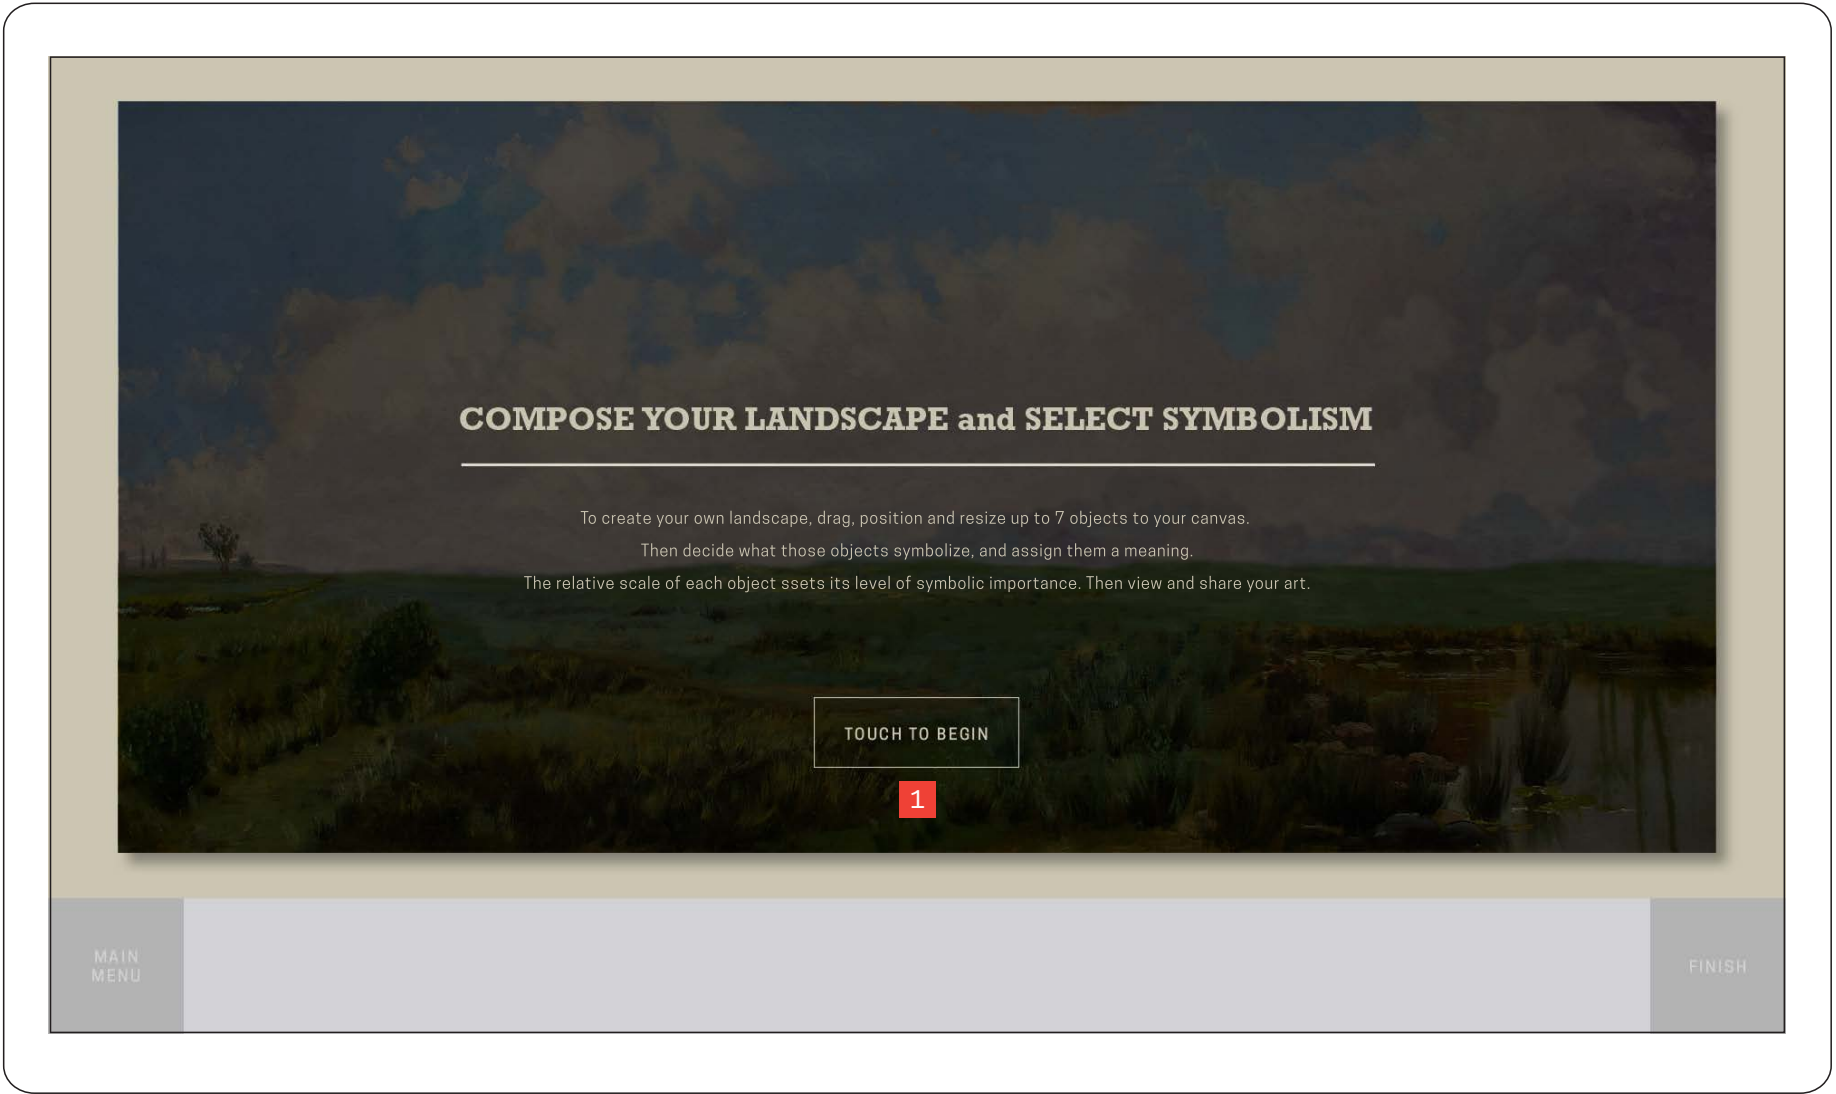 COMPOSE YOUR LANDSCAPE and SELECT SYMBOLISM
To create your own landscape, drag, position and resize up to 7 objects to your canvas.
Then decide what those objects symbolize, and assign them a meaning.
The relative scale of each object ssets its level of symbolic importance. Then view and share your art.
TOUCH TO BEGIN
1
MAIN
MENU
FINISH